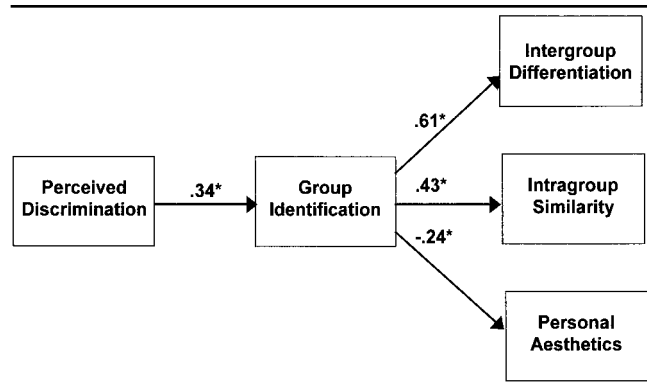 Intergroup
Differentiation
.61*
Perceived
Discrimination
.34*
Group
Identification
.43*
Intragroup
Similarity
-.24*
Personal
Aesthetics